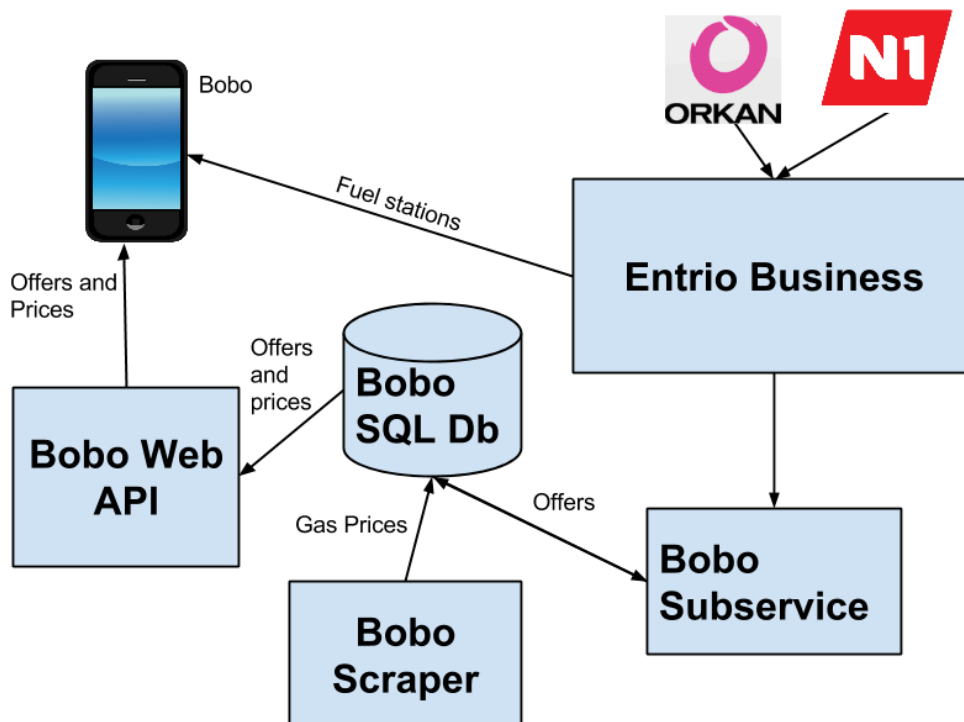 Bobo
ORKAN
N1
Fuel stations
Entrio Business
Offers and
Prices
Offers
and
prices
Bobo
SQL Db
Bobo Web
API
Gas Prices
Offers
Bobo
Subservice
Bobo
Scraper